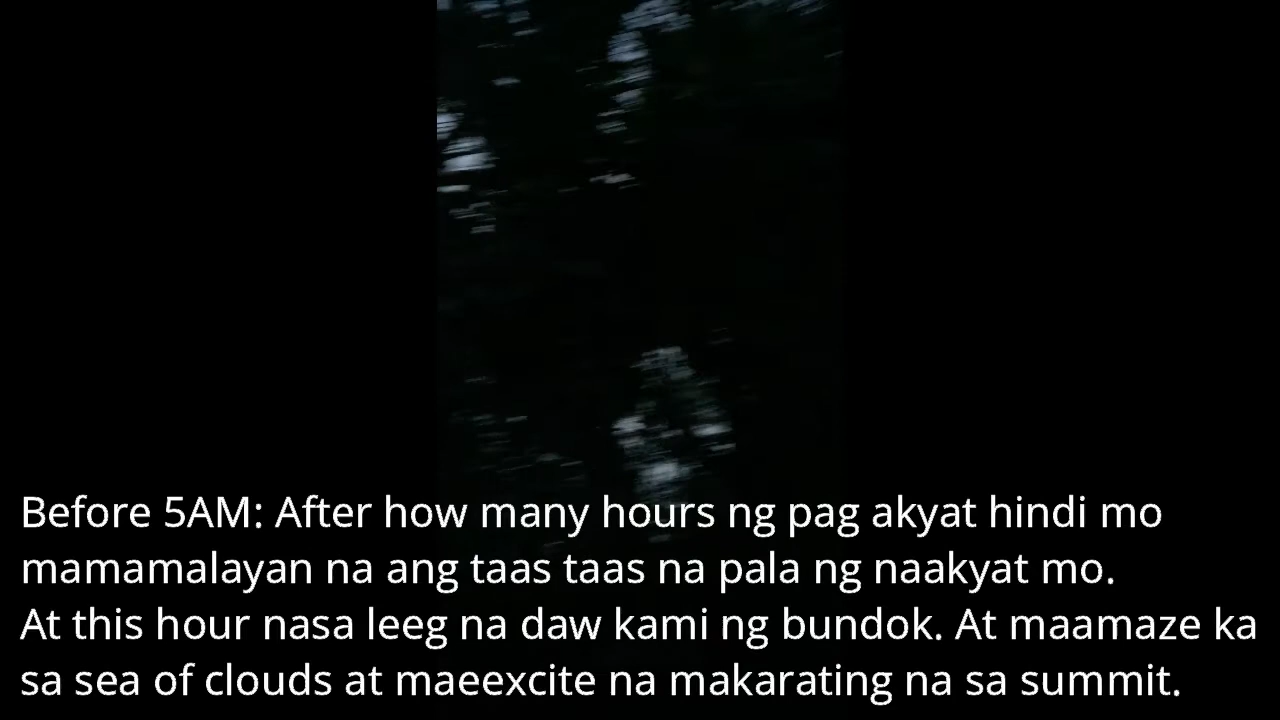 Before 5AM: After how many hours ng pag akyat hindi mo
mamamalayan na ang taas taas na pala ng naakyat mo.
At this hour nasa leeg na daw kami ng bundok. At maamaze ka
sa sea of clouds at maeexcite na makarating na sa summit.